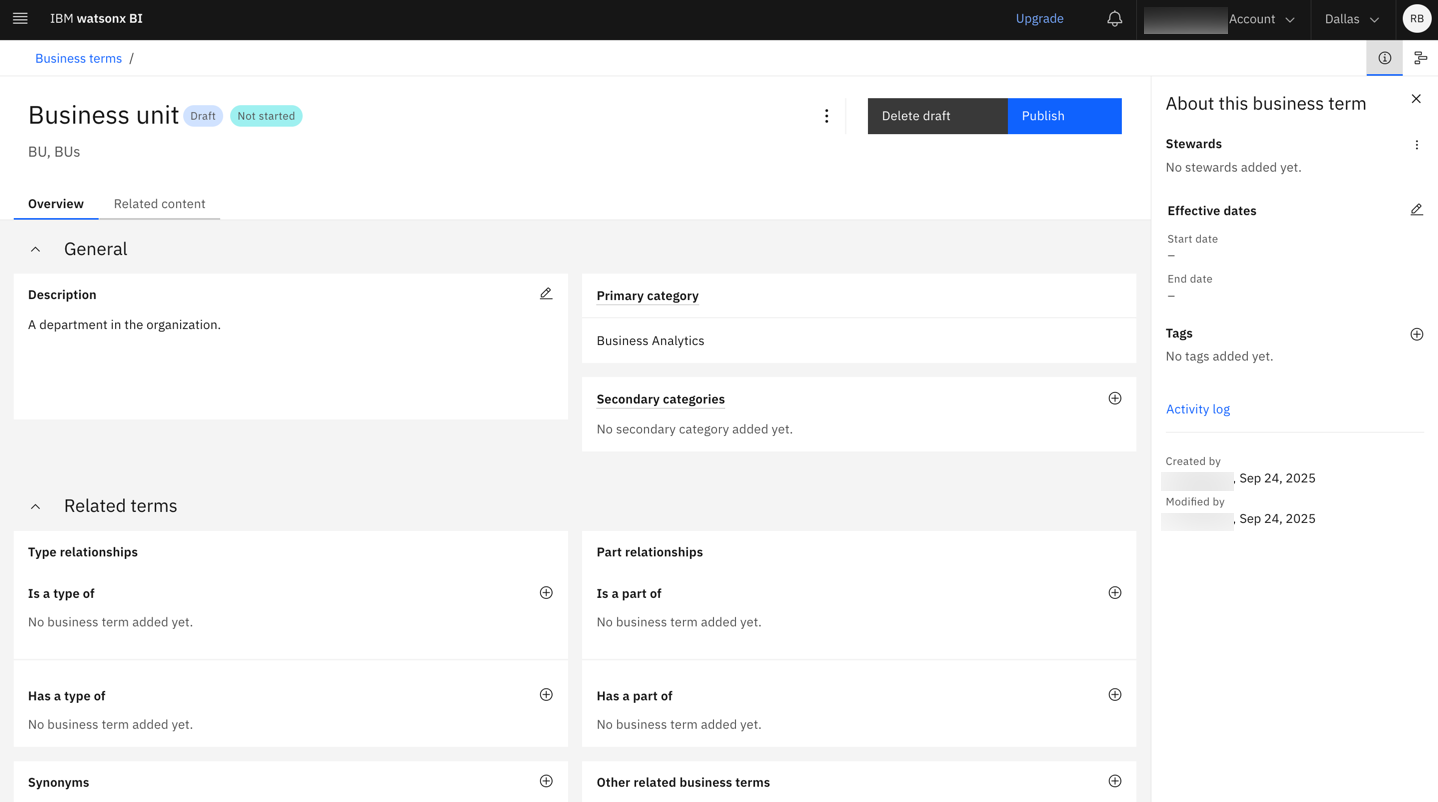 IBM watsonx BI
Upgrade
Account
Dallas
RB
Business terms /
Business unit Draft Not started
BU, BUs
Delete draft
Publish
Overview
Related content
General
Description
A department in the organization.
Primary category
Business Analytics
Secondary categories
No secondary category added yet.
Related terms
Type relationships
Is a type of
No business term added yet.
Has a type of
No business term added yet.
Part relationships
Is a part of
No business term added yet.
Has a part of
No business term added yet.
Synonyms
Other related business terms
About this business term
Stewards
No stewards added yet.
Effective dates
Start date
–
End date
–
Tags
No tags added yet.
Activity log
Created by
, Sep 24, 2025
Modified by
, Sep 24, 2025